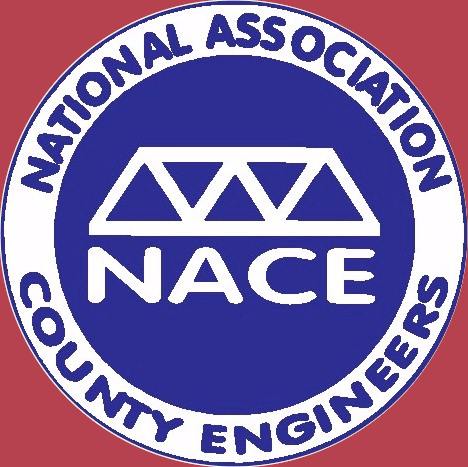 NATIONAL ASSOCIATION
NACE
COUNTY ENGINEERS